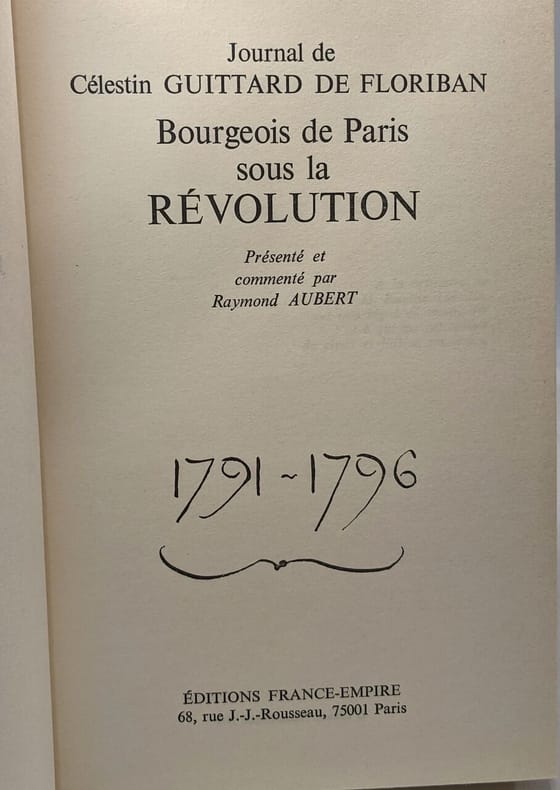 Journal de
Célestin GUITTARD DE FLORIBAN
Bourgeois de Paris
sous la
RÉVOLUTION
Présenté et
commenté par
Raymond AUBERT
1791 ~ 1796
ÉDITIONS FRANCE-EMPIRE
68, rue J.-J.-Rousseau, 75001 Paris